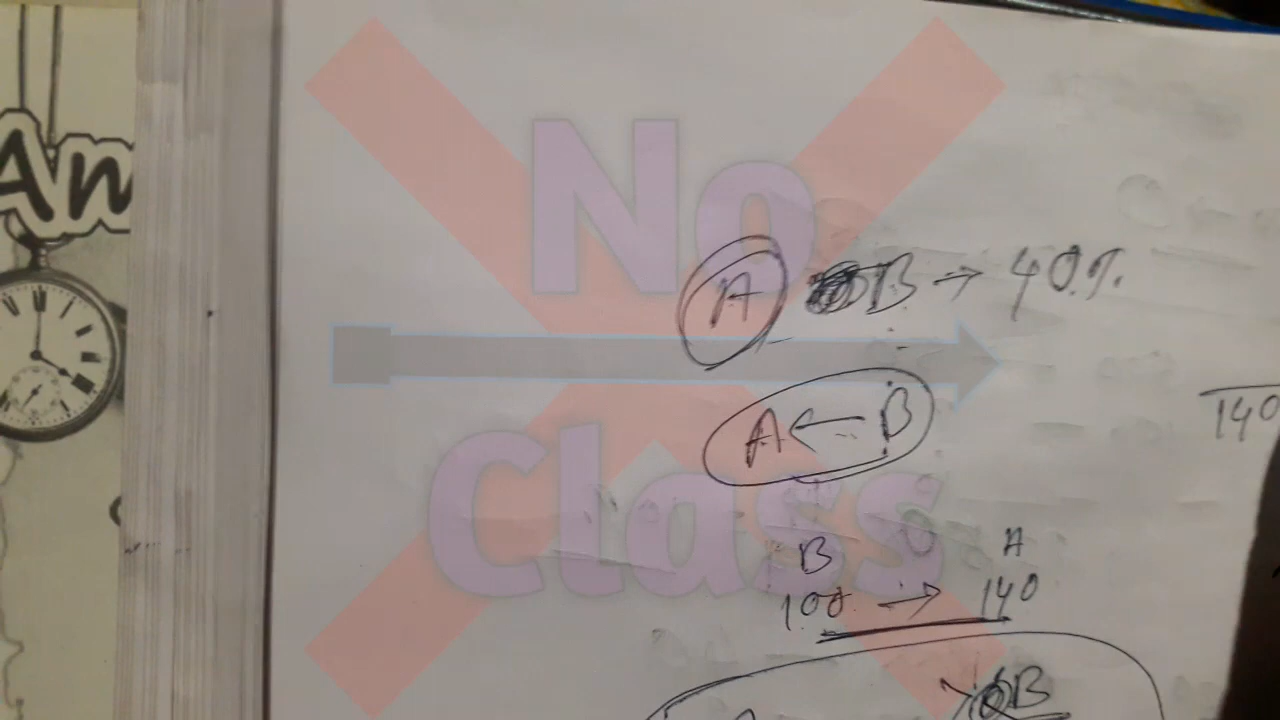 An
No
A B → 40%
A ← B
140
Class
B A
100 → 140
B